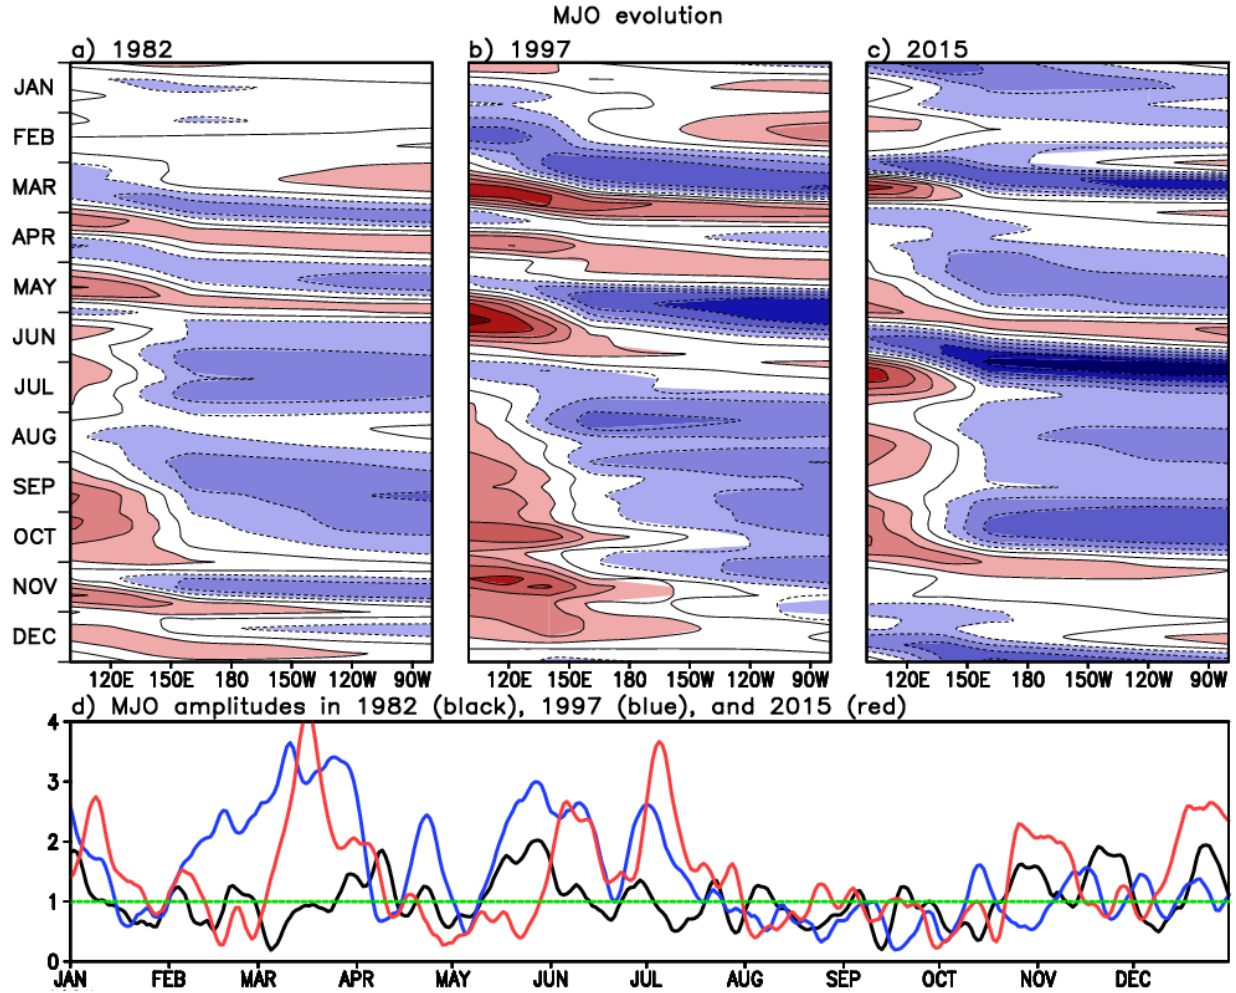 MJO evolution
a) 1982
b) 1997
c) 2015
JAN
FEB
MAR
APR
MAY
JUN
JUL
AUG
SEP
OCT
NOV
DEC
120E 150E 180 150W 120W 90W
120E 150E 180 150W 120W 90W
120E 150E 180 150W 120W 90W
d) MJO amplitudes in 1982 (black), 1997 (blue), and 2015 (red)
4
3
2
1
0
JAN FEB MAR APR MAY JUN JUL AUG SEP OCT NOV DEC